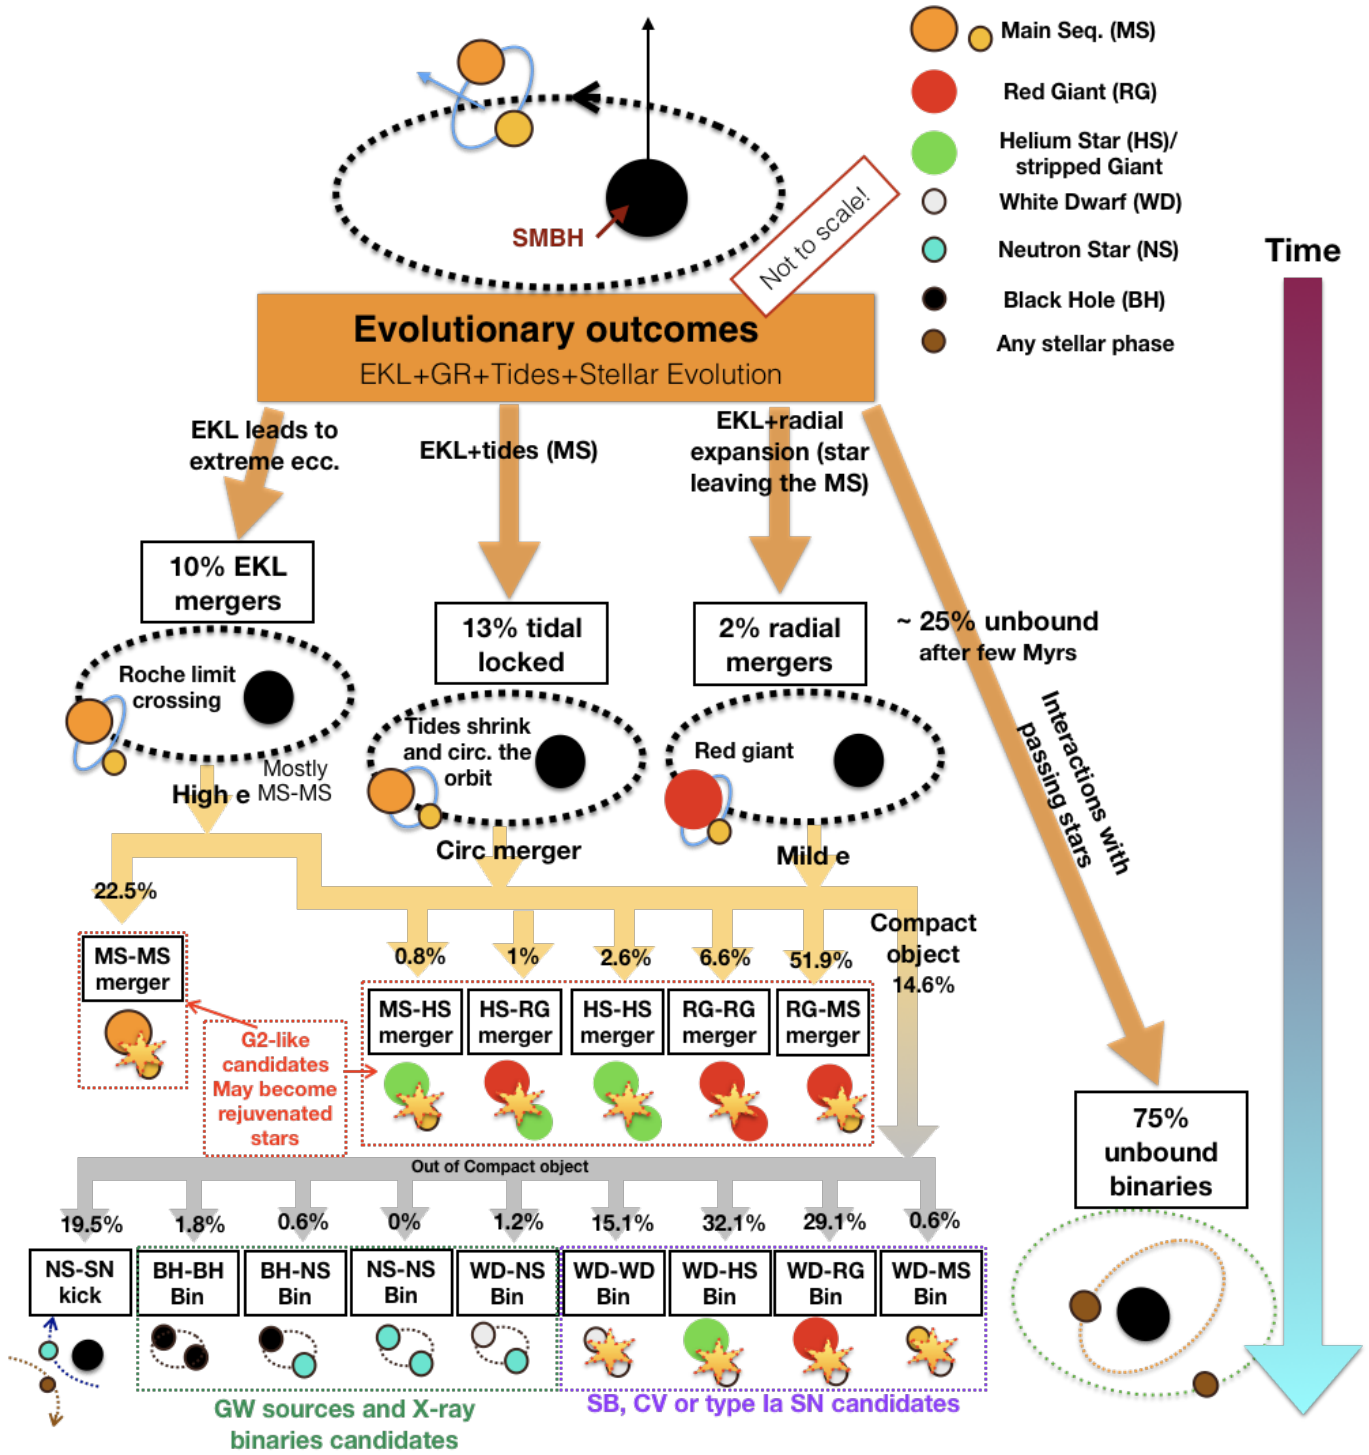 Main Seq. (MS)
Red Giant (RG)
Helium Star (HS)/
stripped Giant
White Dwarf (WD)
Neutron Star (NS)
Black Hole (BH)
Any stellar phase
SMBH
Not to scale!
Time
Evolutionary outcomes
EKL+GR+Tides+Stellar Evolution
EKL leads to
extreme ecc.
EKL+tides (MS)
EKL+radial
expansion (star
leaving the MS)
10% EKL
mergers
13% tidal
locked
2% radial
mergers
~ 25% unbound
after few Myrs
Interactions with
passing stars
Roche limit
crossing
Tides shrink
and circ. the
orbit
Red giant
High e
Mostly
MS-MS
Circ merger
Mild e
22.5%
0.8%
1%
2.6%
6.6%
51.9%
Compact
object
14.6%
MS-MS
merger
MS-HS
merger
HS-RG
merger
HS-HS
merger
RG-RG
merger
RG-MS
merger
G2-like
candidates
May become
rejuvenated
stars
75%
unbound
binaries
Out of Compact object
19.5%
1.8%
0.6%
0%
1.2%
15.1%
32.1%
29.1%
0.6%
NS-SN
kick
BH-BH
Bin
BH-NS
Bin
NS-NS
Bin
WD-NS
Bin
WD-WD
Bin
WD-HS
Bin
WD-RG
Bin
WD-MS
Bin
GW sources and X-ray
binaries candidates
SB, CV or type Ia SN candidates